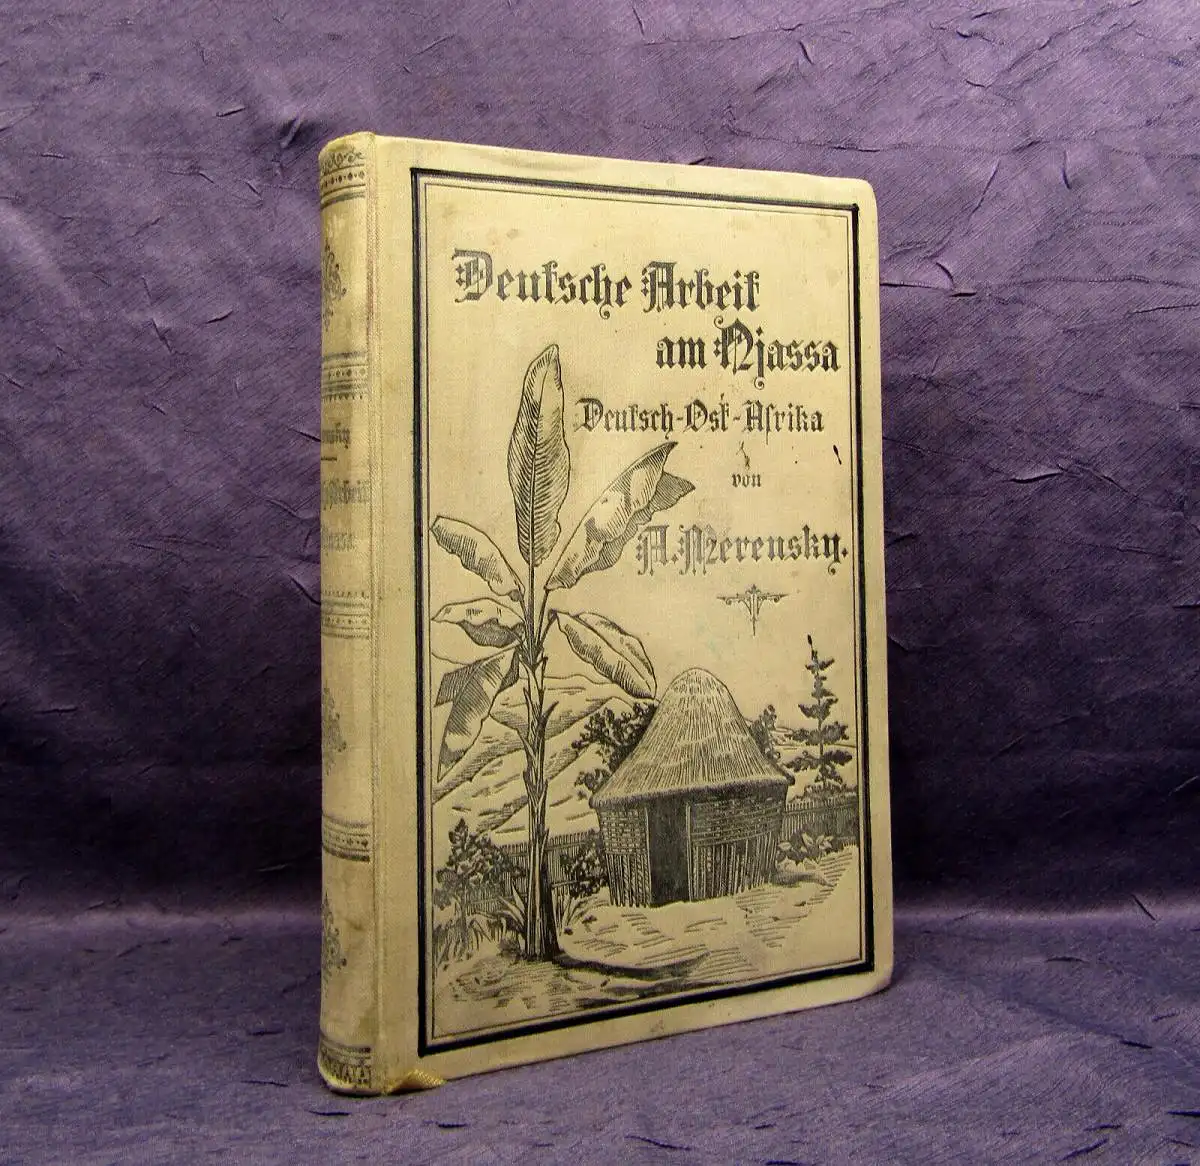 Deutsche Arbeit
am Njassa
Deutsch-Ost-Afrika
von
A. Merensky.